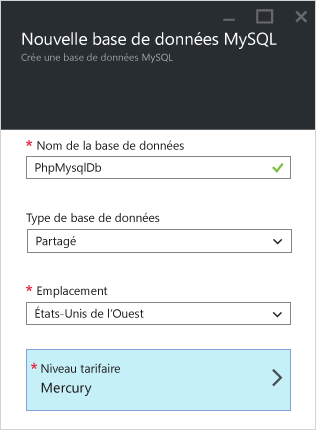 Nouvelle base de données MySQL
Crée une base de données MySQL
* Nom de la base de données
PhpMysqlDb
Type de base de données
Partagé
* Emplacement
États-Unis de l'Ouest
* Niveau tarifaire
Mercury